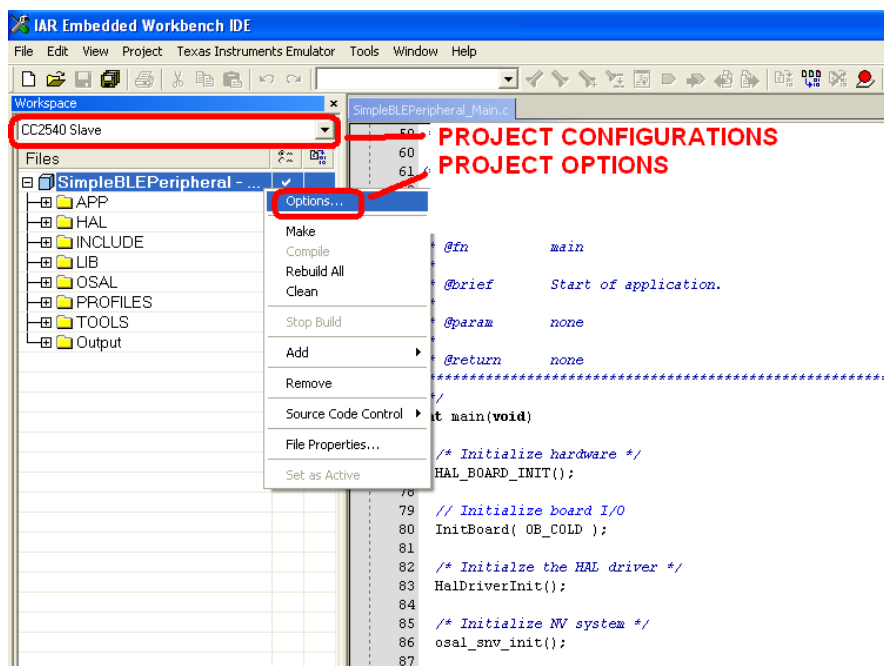 IAR Embedded Workbench IDE
File Edit View Project Texas Instruments Emulator Tools Window Help
Workspace
SimpleBLEPeripheral_Main.c
CC2540 Slave
PROJECT CONFIGURATIONS
PROJECT OPTIONS
Files
SimpleBLEPeripheral - ...
APP
HAL
INCLUDE
LIB
OSAL
PROFILES
TOOLS
Output
Options...
Make
Compile
Rebuild All
Clean
Stop Build
Add
Remove
Source Code Control
File Properties...
Set as Active
59
60
61 /*
* @fn main
*
* @brief Start of application.
*
* @param none
*
* @return none
**************************************************
*/
t main(void)
/* Initialize hardware */
HAL_BOARD_INIT();
78
79 // Initialize board I/O
80 InitBoard( OB_COLD );
81
82 /* Initialze the HAL driver */
83 HalDriverInit();
84
85 /* Initialize NV system */
86 osal_snv_init();
87